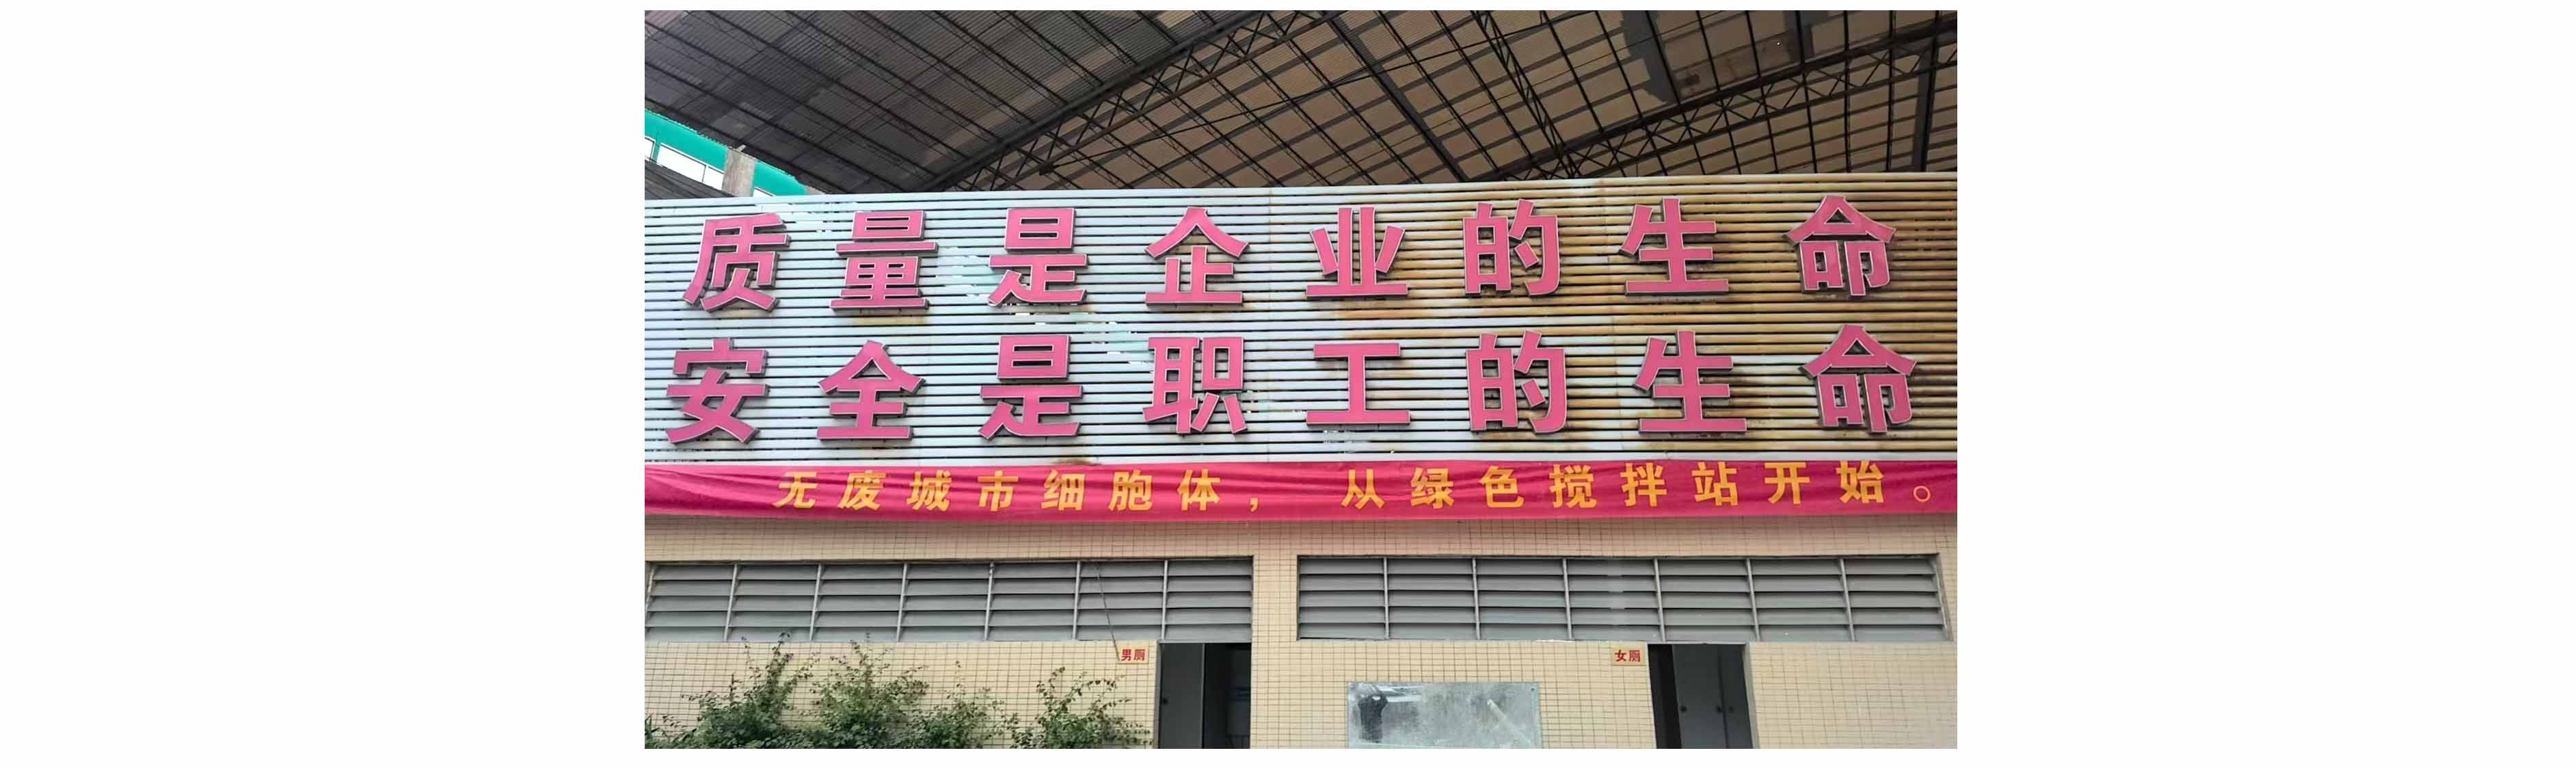 质量是企业的生命
安全是职工的生命
无废城市细胞体，从绿色搅拌站开始。
男厕
女厕